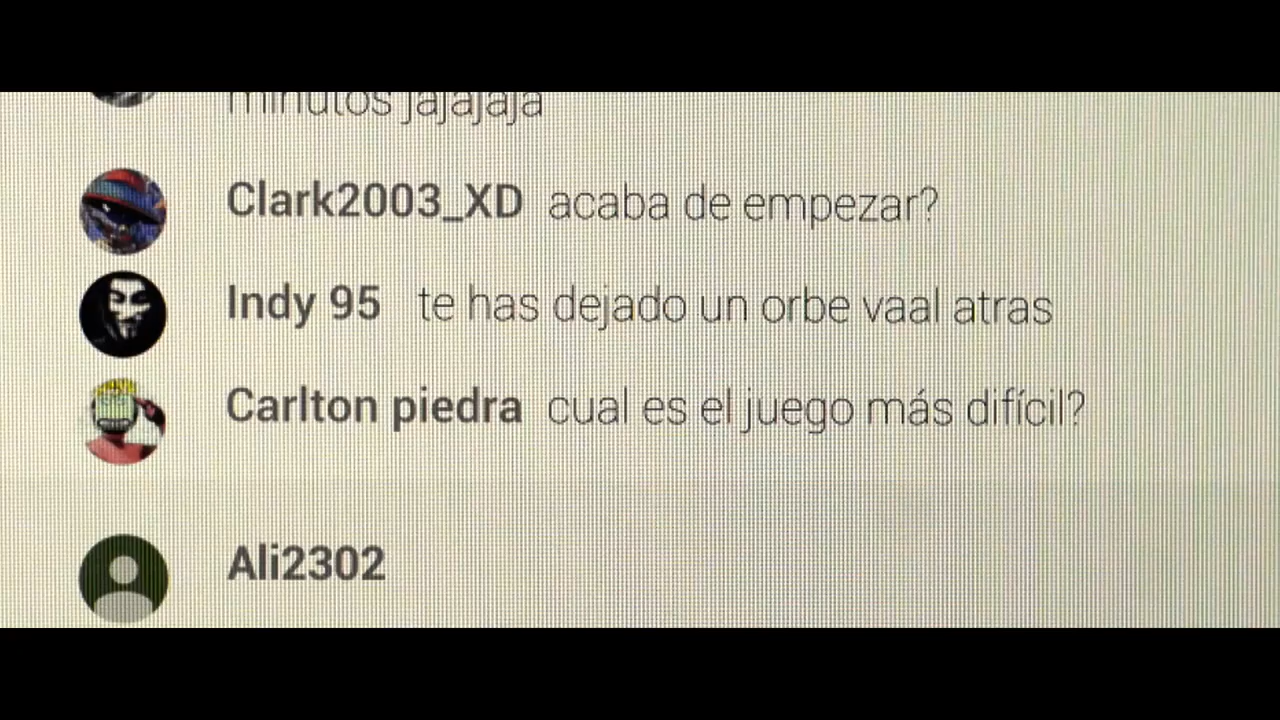 minutos jajajaja
Clark2003_XD acaba de empezar?
Indy 95 te has dejado un orbe vaal atras
Carlton piedra cual es el juego más difícil?
Ali2302